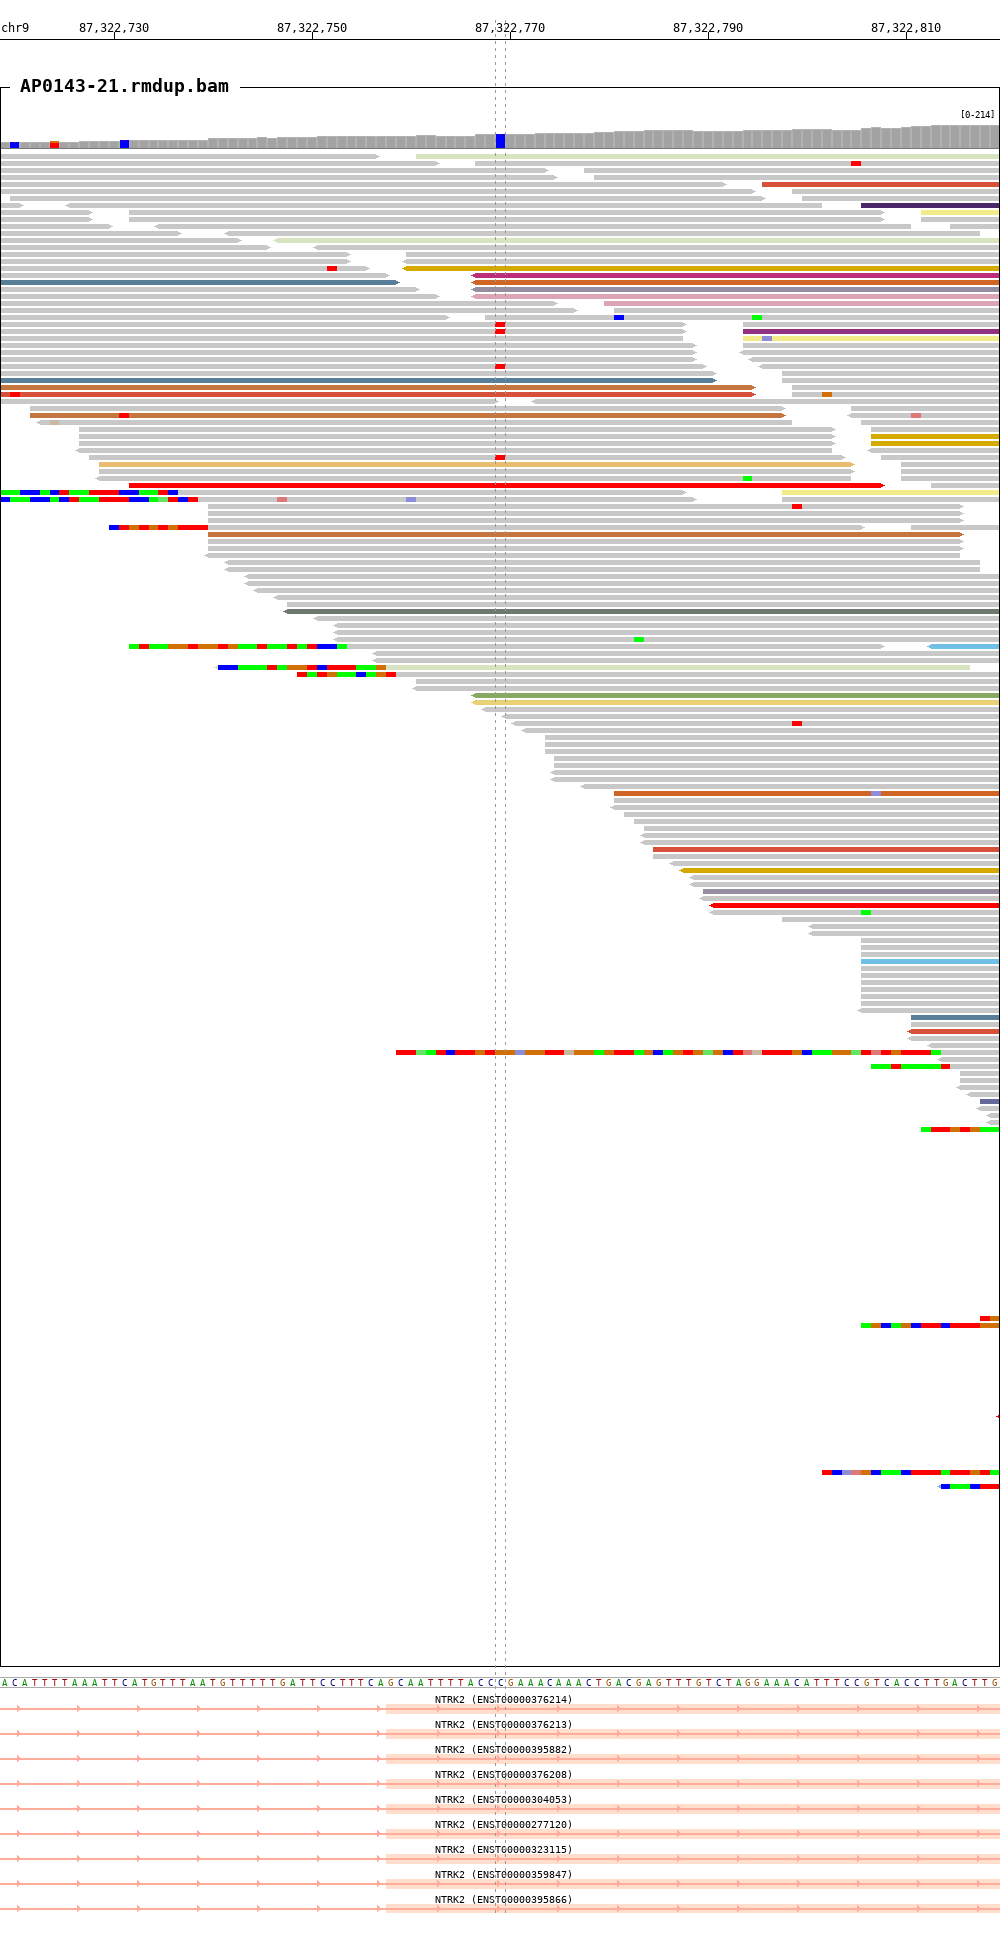 chr9 87,322,730 87,322,750 87,322,770 87,322,790 87,322,810
AP0143-21.rmdup.bam
[0-214]
ACATTTTAAATTCATGTTTAATGTTTTTGATTCCTTTCAGCAATTTTACCCGAAACAAACTGACGAGTTTGTCTAGGAAACATTTCCGTCACCTTGACTTG
NTRK2 (ENST00000376214)
NTRK2 (ENST00000376213)
NTRK2 (ENST00000395882)
NTRK2 (ENST00000376208)
NTRK2 (ENST00000304053)
NTRK2 (ENST00000277120)
NTRK2 (ENST00000323115)
NTRK2 (ENST00000359847)
NTRK2 (ENST00000395866)